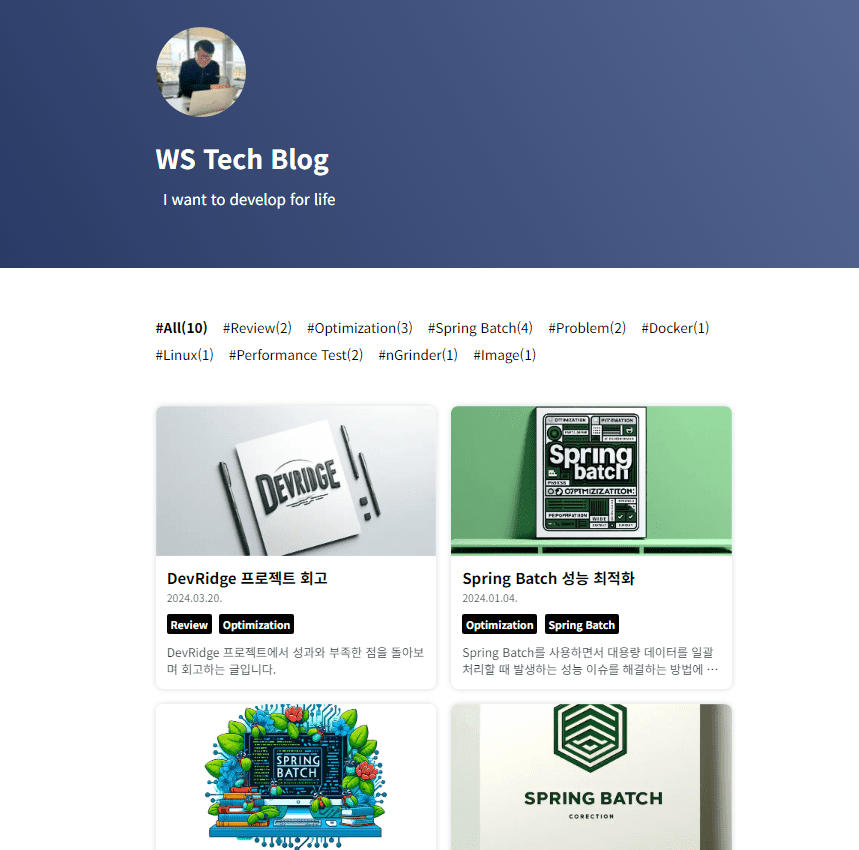 WS Tech Blog
I want to develop for life
#All(10) #Review(2) #Optimization(3) #Spring Batch(4) #Problem(2) #Docker(1)
#Linux(1) #Performance Test(2) #nGrinder(1) #Image(1)
DEVRIDGE
Spring
batch
DevRidge 프로젝트 회고
2024.03.20.
Review Optimization
DevRidge 프로젝트에서 성과와 부족한 점을 돌아보
며 회고하는 글입니다.
Spring Batch 성능 최적화
2024.01.04.
Optimization Spring Batch
Spring Batch를 사용하면서 대용량 데이터를 일괄
처리할 때 발생하는 성능 이슈를 해결하는 방법에 ...
SPRING
BATCH
SPRING BATCH
CORECTION